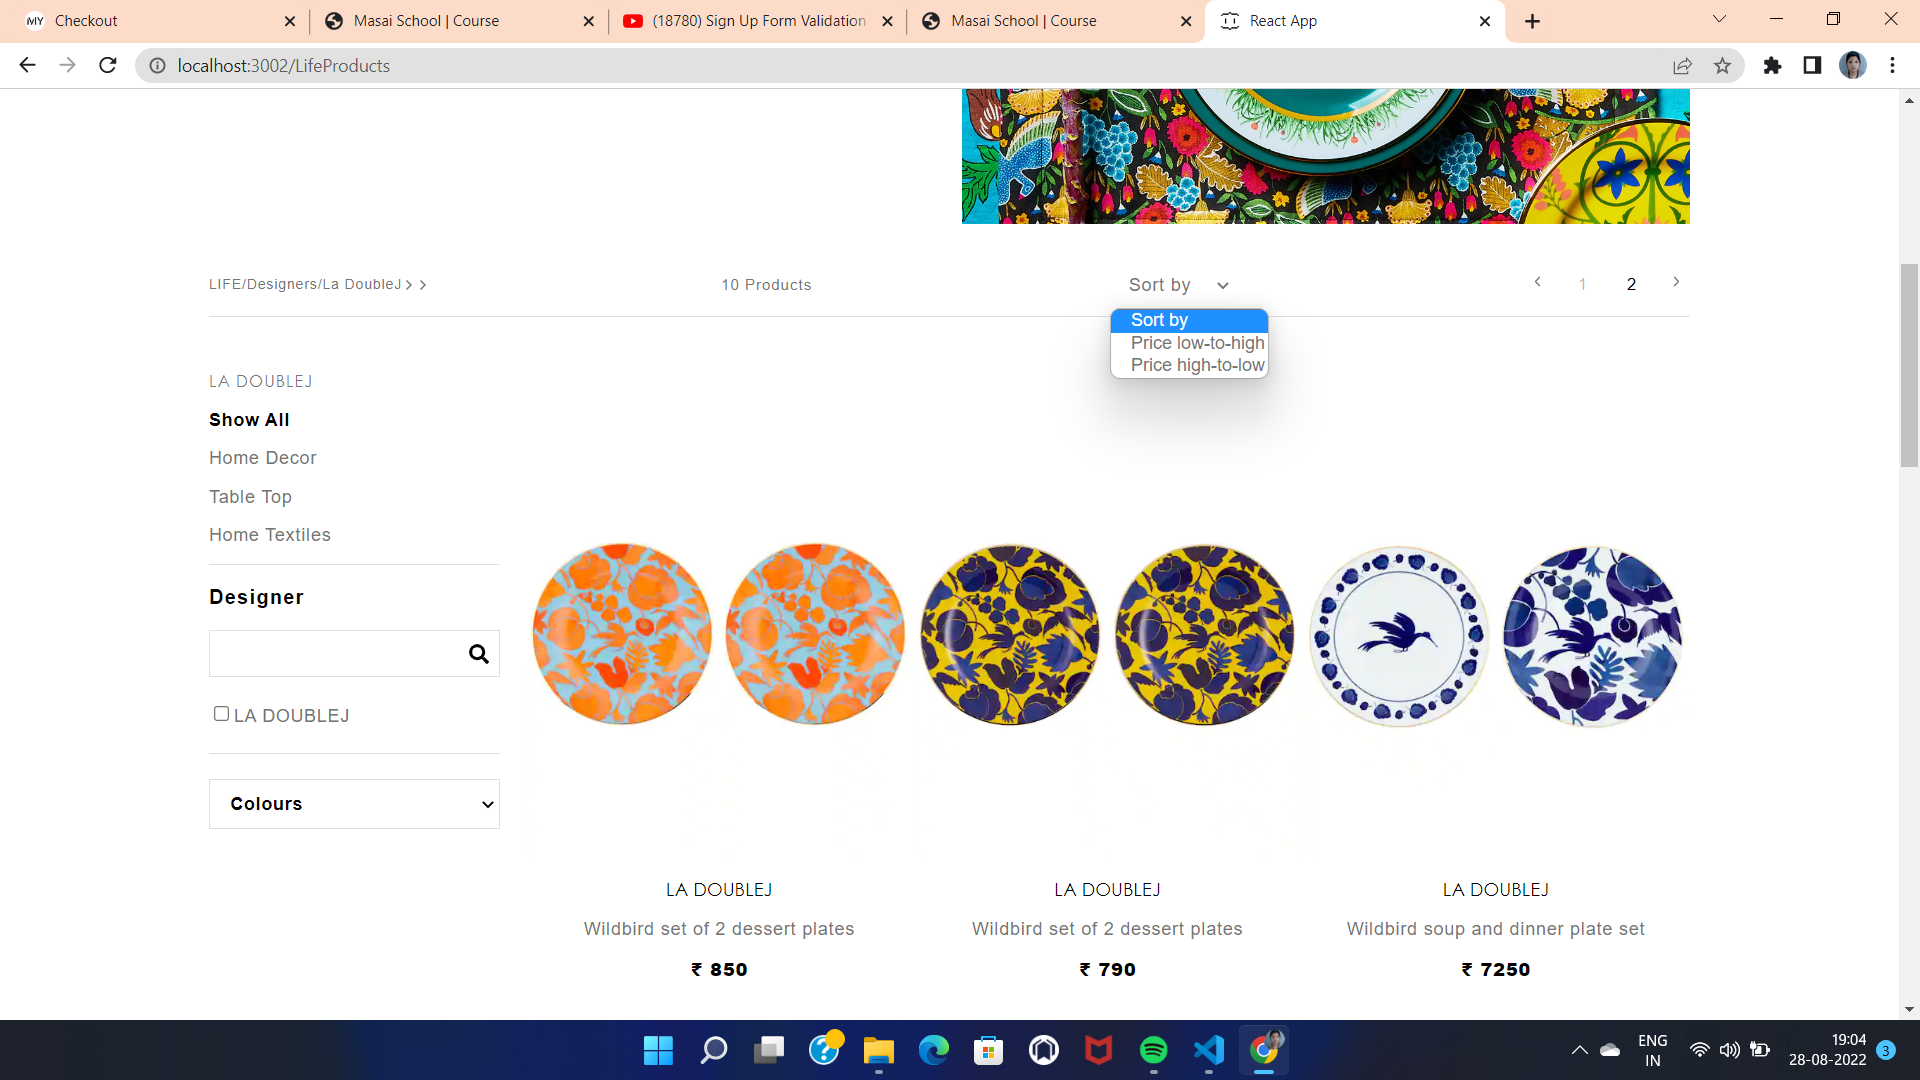 MY Checkout
Masai School | Course
(18780) Sign Up Form Validation
Masai School | Course
React App
localhost:3002/LifeProducts
LIFE/Designers/La DoubleJ
10 Products
Sort by
1 2
Sort by
Price low-to-high
Price high-to-low
LA DOUBLEJ
Show All
Home Decor
Table Top
Home Textiles
Designer
LA DOUBLEJ
Colours
LA DOUBLEJ
Wildbird set of 2 dessert plates
₹ 850
LA DOUBLEJ
Wildbird set of 2 dessert plates
₹ 790
LA DOUBLEJ
Wildbird soup and dinner plate set
₹ 7250
ENG
IN
19:04
28-08-2022
3